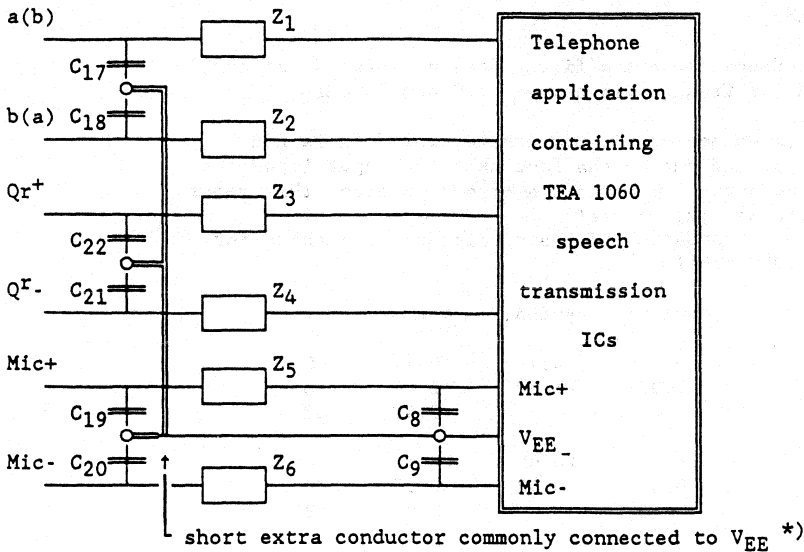 a(b)
Z1
Telephone
C17
application
b(a)
C18
Z2
containing
Qr+
Z3
TEA 1060
C22
speech
Qr-
C21
Z4
transmission
ICs
Mic+
Z5
Mic+
C19
C8
VEE
Mic-
C20
Z6
C9
Mic-
short extra conductor commonly connected to VEE *)